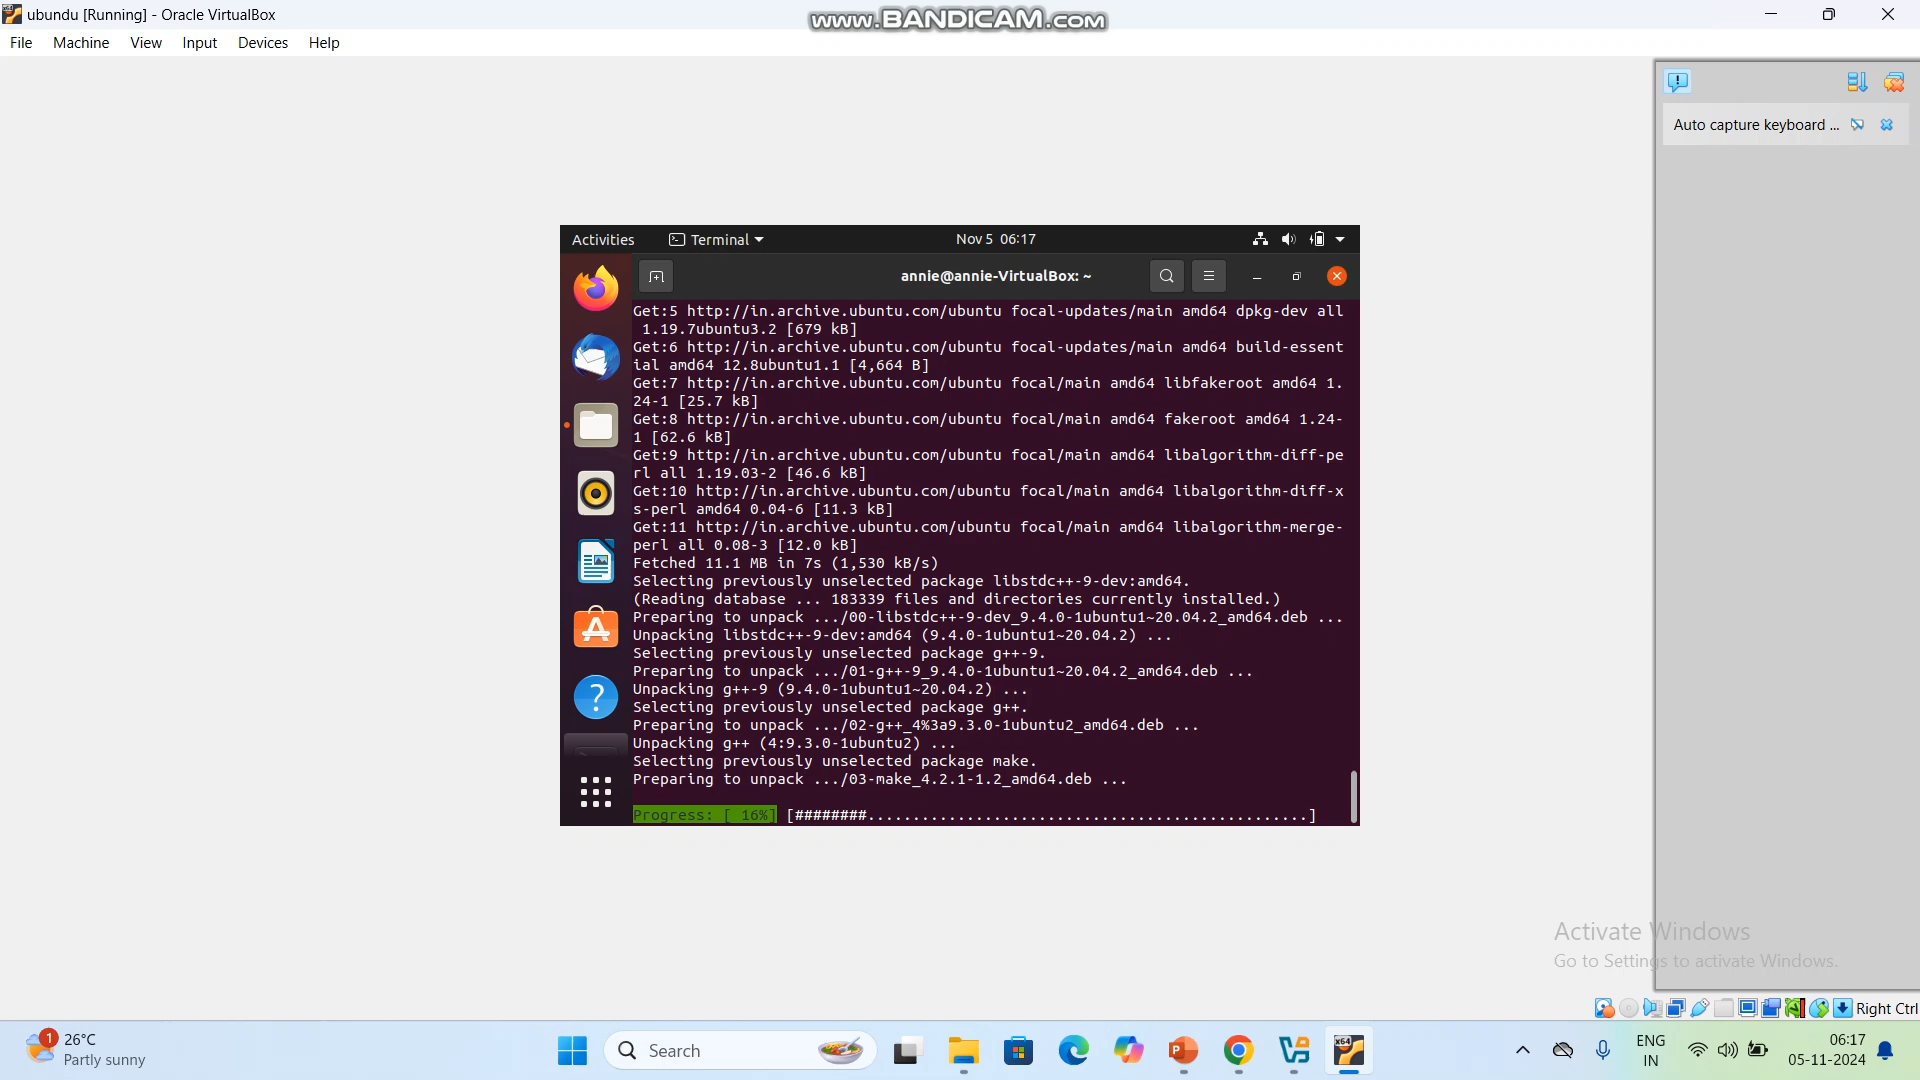 ubundu [Running] - Oracle VirtualBox
www.BANDICAM.com
File Machine View Input Devices Help
Auto capture keyboard ...
Activities Terminal Nov 5 06:17
annie@annie-VirtualBox: ~
Get:5 http://in.archive.ubuntu.com/ubuntu focal-updates/main amd64 dpkg-dev all
1.19.7ubuntu3.2 [679 kB]
Get:6 http://in.archive.ubuntu.com/ubuntu focal-updates/main amd64 build-essent
ial amd64 12.8ubuntu1.1 [4,664 B]
Get:7 http://in.archive.ubuntu.com/ubuntu focal/main amd64 libfakeroot amd64 1.
24-1 [25.7 kB]
Get:8 http://in.archive.ubuntu.com/ubuntu focal/main amd64 fakeroot amd64 1.24-
1 [62.6 kB]
Get:9 http://in.archive.ubuntu.com/ubuntu focal/main amd64 libalgorithm-diff-pe
rl all 1.19.03-2 [46.6 kB]
Get:10 http://in.archive.ubuntu.com/ubuntu focal/main amd64 libalgorithm-diff-x
s-perl amd64 0.04-6 [11.3 kB]
Get:11 http://in.archive.ubuntu.com/ubuntu focal/main amd64 libalgorithm-merge-
perl all 0.08-3 [12.0 kB]
Fetched 11.1 MB in 7s (1,530 kB/s)
Selecting previously unselected package libstdc++-9-dev:amd64.
(Reading database ... 183339 files and directories currently installed.)
Preparing to unpack .../00-libstdc++-9-dev_9.4.0-1ubuntu1~20.04.2_amd64.deb ...
Unpacking libstdc++-9-dev:amd64 (9.4.0-1ubuntu1~20.04.2) ...
Selecting previously unselected package g++-9.
Preparing to unpack .../01-g++-9_9.4.0-1ubuntu1~20.04.2_amd64.deb ...
Unpacking g++-9 (9.4.0-1ubuntu1~20.04.2) ...
Selecting previously unselected package g++.
Preparing to unpack .../02-g++_4%3a9.3.0-1ubuntu2_amd64.deb ...
Unpacking g++ (4:9.3.0-1ubuntu2) ...
Selecting previously unselected package make.
Preparing to unpack .../03-make_4.2.1-1.2_amd64.deb ...
Progress: [ 16%] [########.................................................]
Activate Windows
Go to Settings to activate Windows.
Right Ctrl
1 26°C
Partly sunny
Search
ENG
IN
06:17
05-11-2024